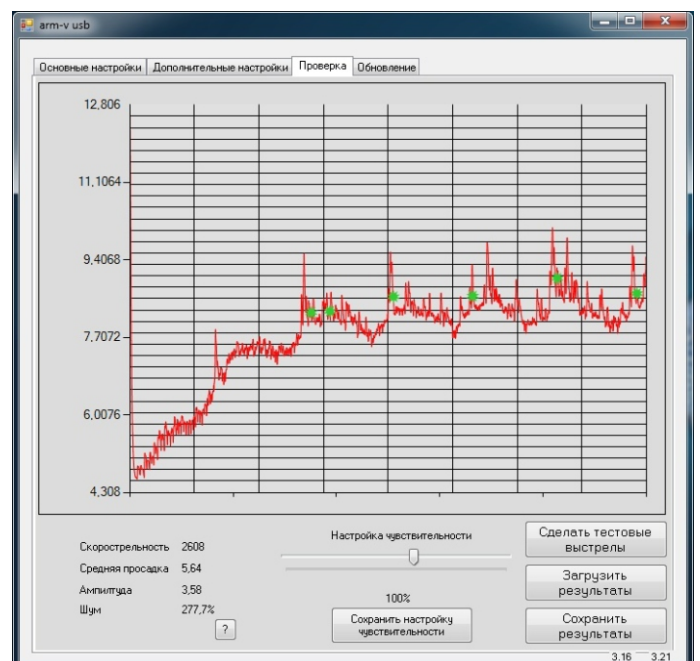 arm-v usb
Основные настройки Дополнительные настройки Проверка Обновление
12,806
11,1064
9,4068
7,7072
6,0076
4,308
Скорострельность 2608
Средняя просадка 5,64
Ампилтуда 3,58
Шум 277,7%
?
Настройка чувствительности
100%
Сохранить настройку
чувствительности
Сделать тестовые
выстрелы
Загрузить
результаты
Сохранить
результаты
3.16 3.21